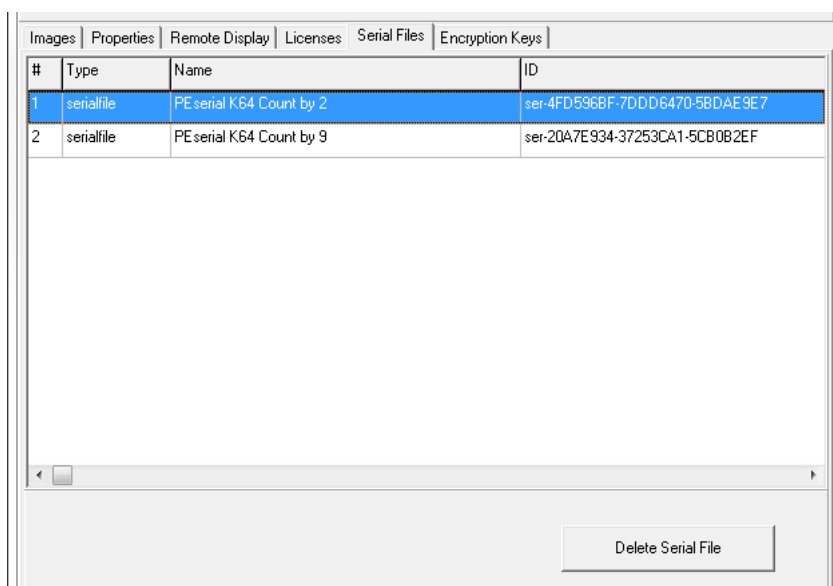 Images Properties Remote Display Licenses Serial Files Encryption Keys
# Type Name ID
1 serialfile PEserial K64 Count by 2 ser-4FD596BF-7DDD6470-5BDAE9E7
2 serialfile PEserial K64 Count by 9 ser-20A7E934-37253CA1-5CB0B2EF
Delete Serial File